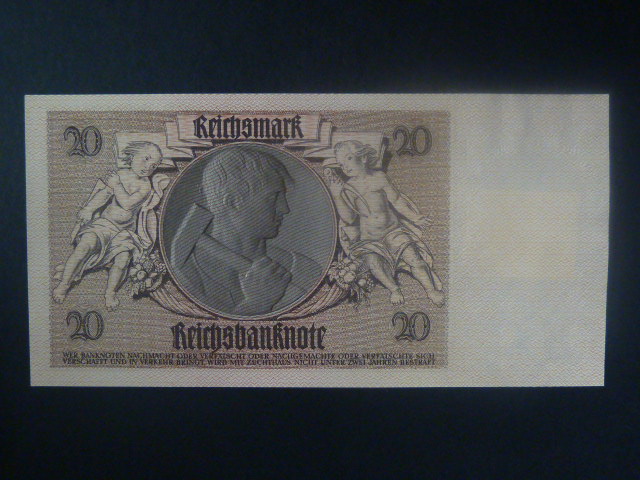 Reichsmark
20 20
20 20
Reichsbanknote
WER BANKNOTEN NACHMACHT ODER VERFÄLSCHT ODER NACHGEMACHTE ODER VERFÄLSCHTE SICH
VERSCHAFFT UND IN VERKEHR BRINGT, WIRD MIT ZUCHTHAUS NICHT UNTER ZWEI JAHREN BESTRAFT